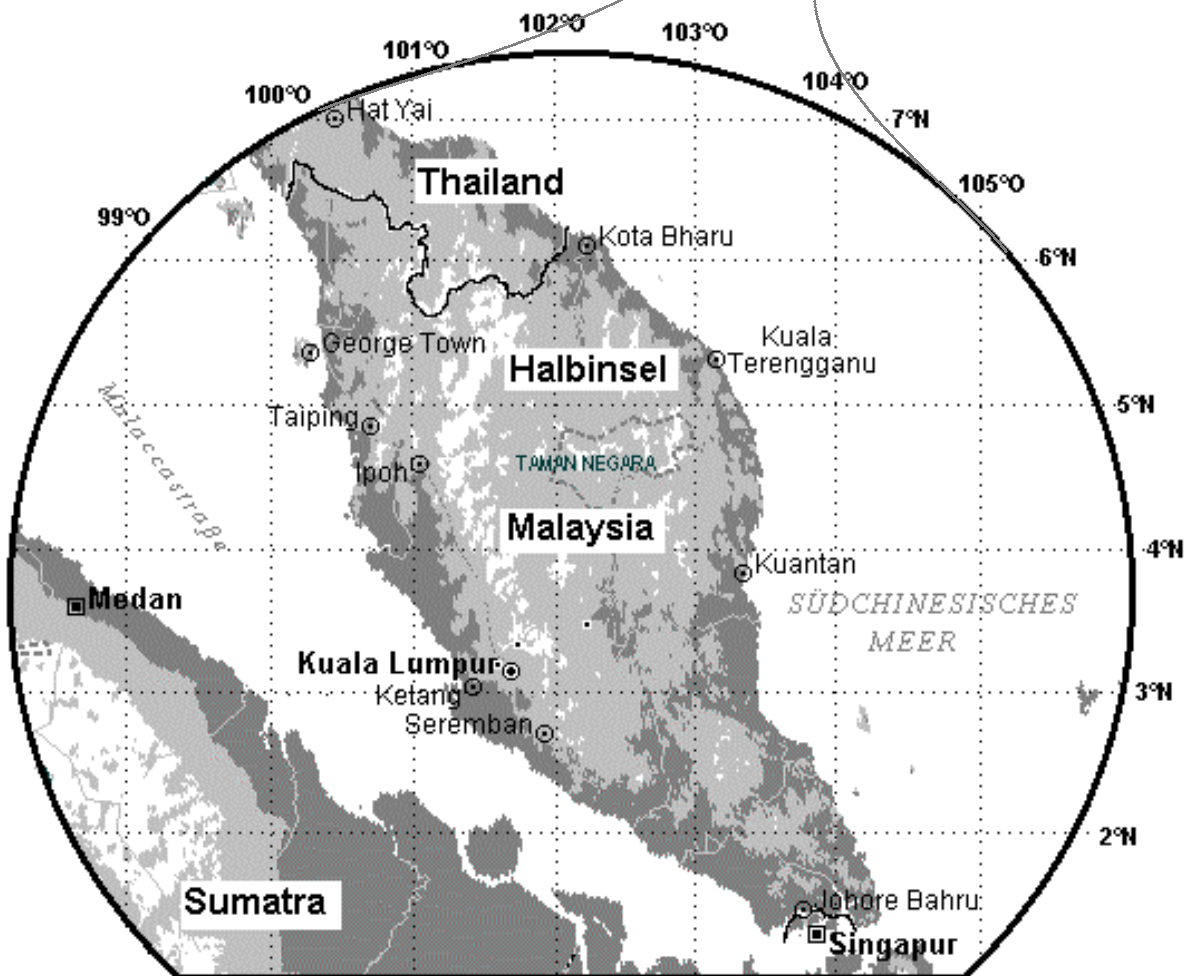 102°O
103°O
101°O
104°O
100°O
Hat Yai
7°N
Thailand
105°O
99°O
Kota Bharu
6°N
Kuala
Terengganu
George Town
Halbinsel
Malaccastraße
5°N
Taiping
Ipoh
TAMAN NEGARA
Malaysia
4°N
Kuantan
Medan
SÜDCHINESISCHES
MEER
Kuala Lumpur
Ketang
3°N
Seremban
2°N
Sumatra
Johore Bahru
Singapur